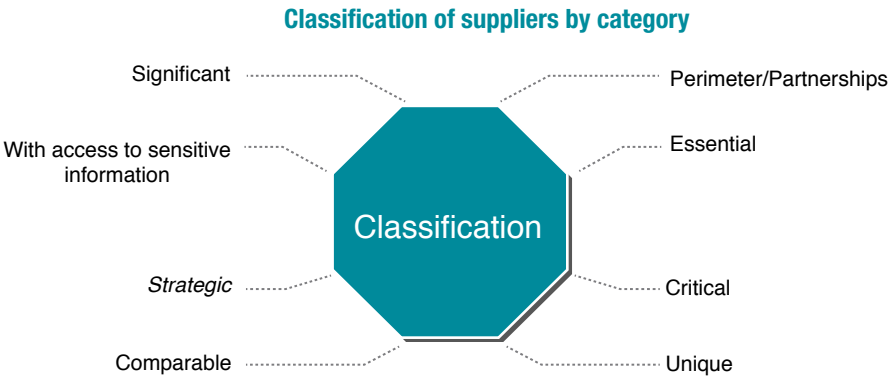 Classification of suppliers by category
Significant
Perimeter/Partnerships
With access to sensitive
information
Essential
Classification
Strategic
Critical
Comparable
Unique